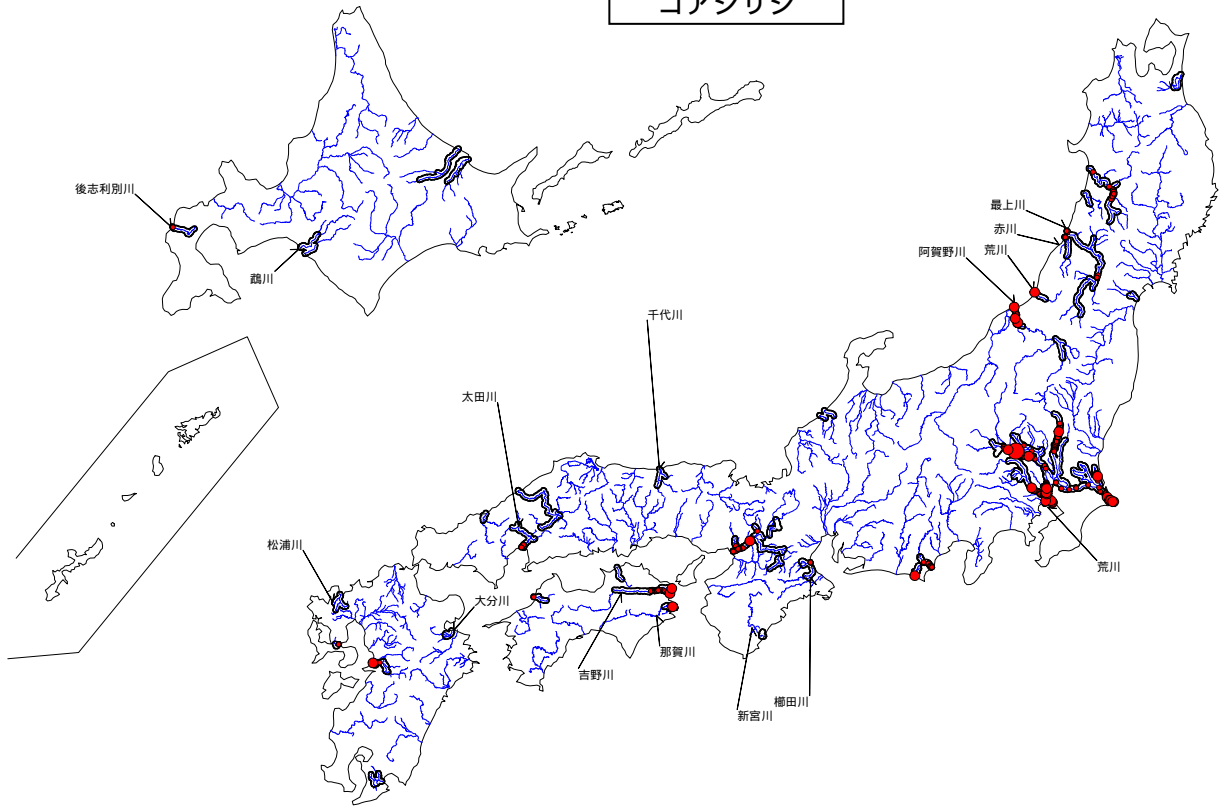 コアジサシ
後志利別川
鵡川
最上川
赤川
荒川
阿賀野川
千代川
太田川
松浦川
大分川
荒川
那賀川
吉野川
櫛田川
新宮川